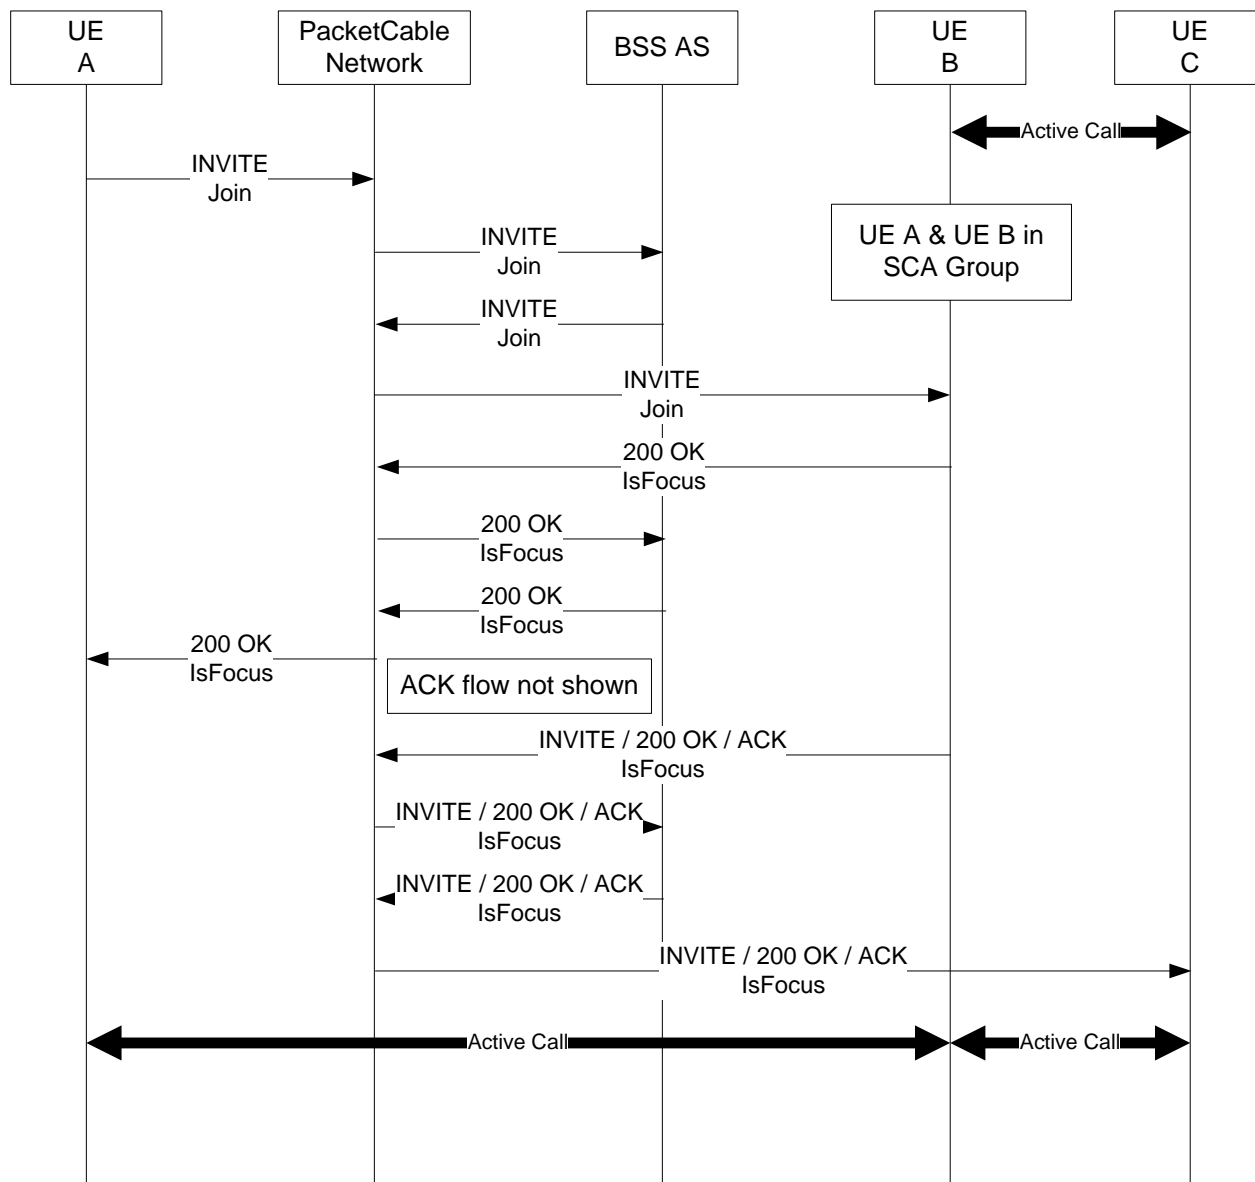 UE
A
PacketCable
Network
BSS AS
UE
B
UE
C
Active Call
INVITE
Join
UE A & UE B in
SCA Group
INVITE
Join
INVITE
Join
INVITE
Join
200 OK
IsFocus
200 OK
IsFocus
200 OK
IsFocus
200 OK
IsFocus
ACK flow not shown
INVITE / 200 OK / ACK
IsFocus
INVITE / 200 OK / ACK
IsFocus
INVITE / 200 OK / ACK
IsFocus
INVITE / 200 OK / ACK
IsFocus
Active Call
Active Call